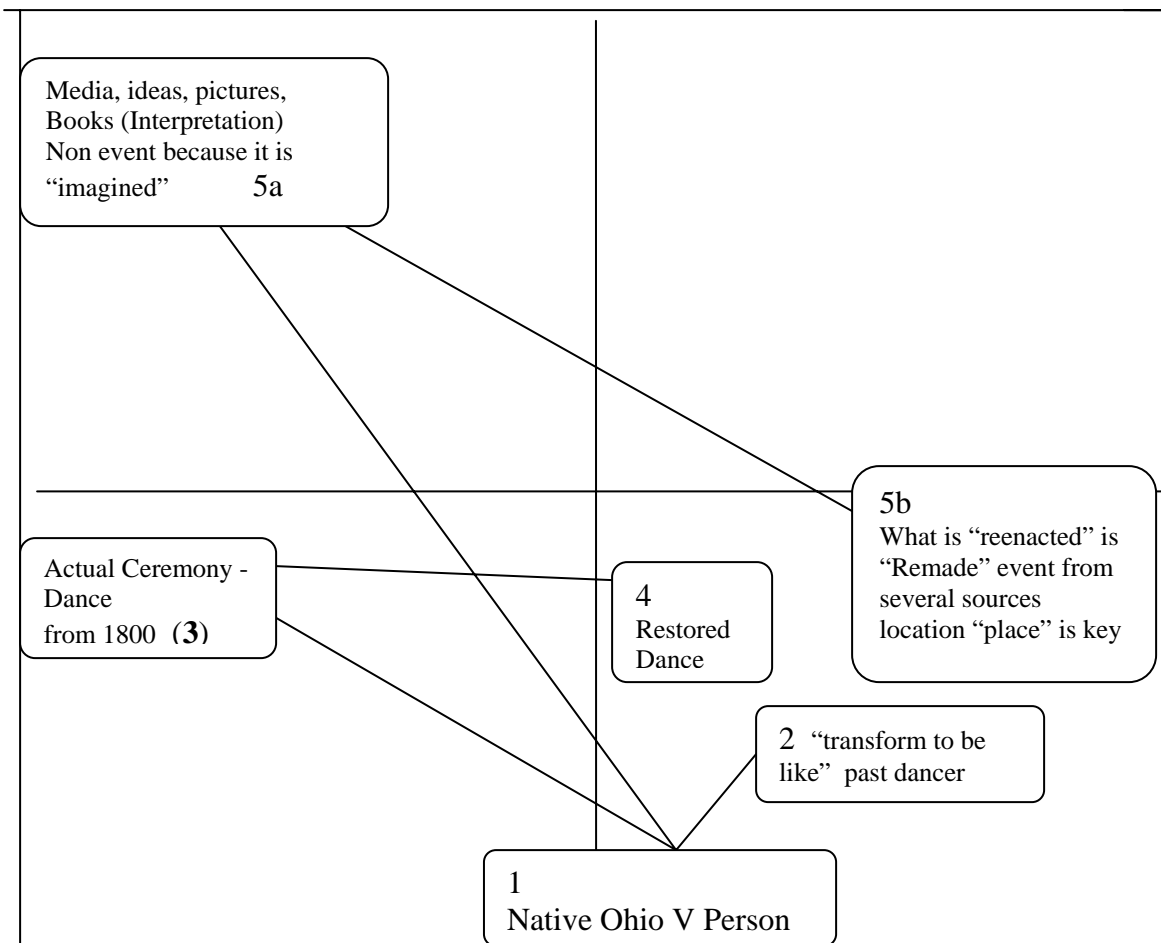 Media, ideas, pictures,
Books (Interpretation)
Non event because it is
“imagined” 5a
5b
What is “reenacted” is
“Remade” event from
several sources
location “place” is key
Actual Ceremony -
Dance
from 1800 (3)
4
Restored
Dance
2 “transform to be
like” past dancer
1
Native Ohio V Person